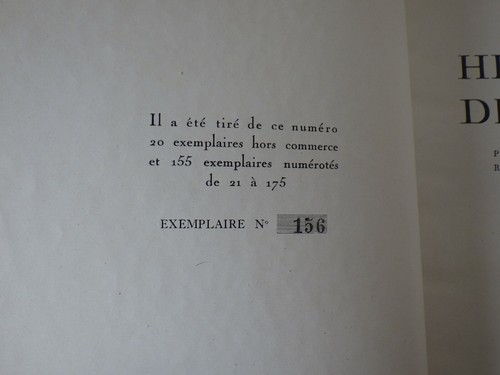 Il a été tiré de ce numéro
20 exemplaires hors commerce
et 155 exemplaires numérotés
de 21 à 175
EXEMPLAIRE N° 156